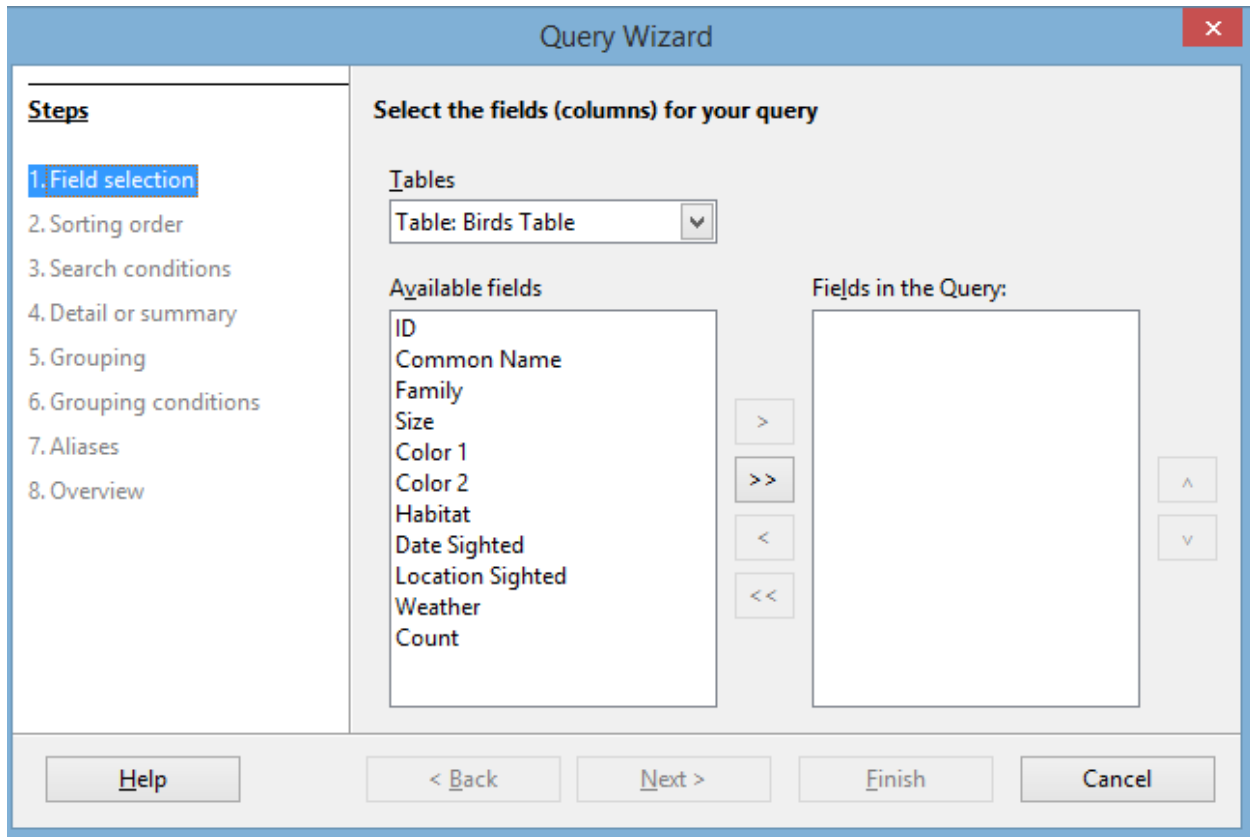 Query Wizard
Steps
1. Field selection
2. Sorting order
3. Search conditions
4. Detail or summary
5. Grouping
6. Grouping conditions
7. Aliases
8. Overview
Select the fields (columns) for your query
Tables
Table: Birds Table
Available fields
ID
Common Name
Family
Size
Color 1
Color 2
Habitat
Date Sighted
Location Sighted
Weather
Count
>
>>
<
<<
Fields in the Query:
^
v
Help
< Back
Next >
Finish
Cancel